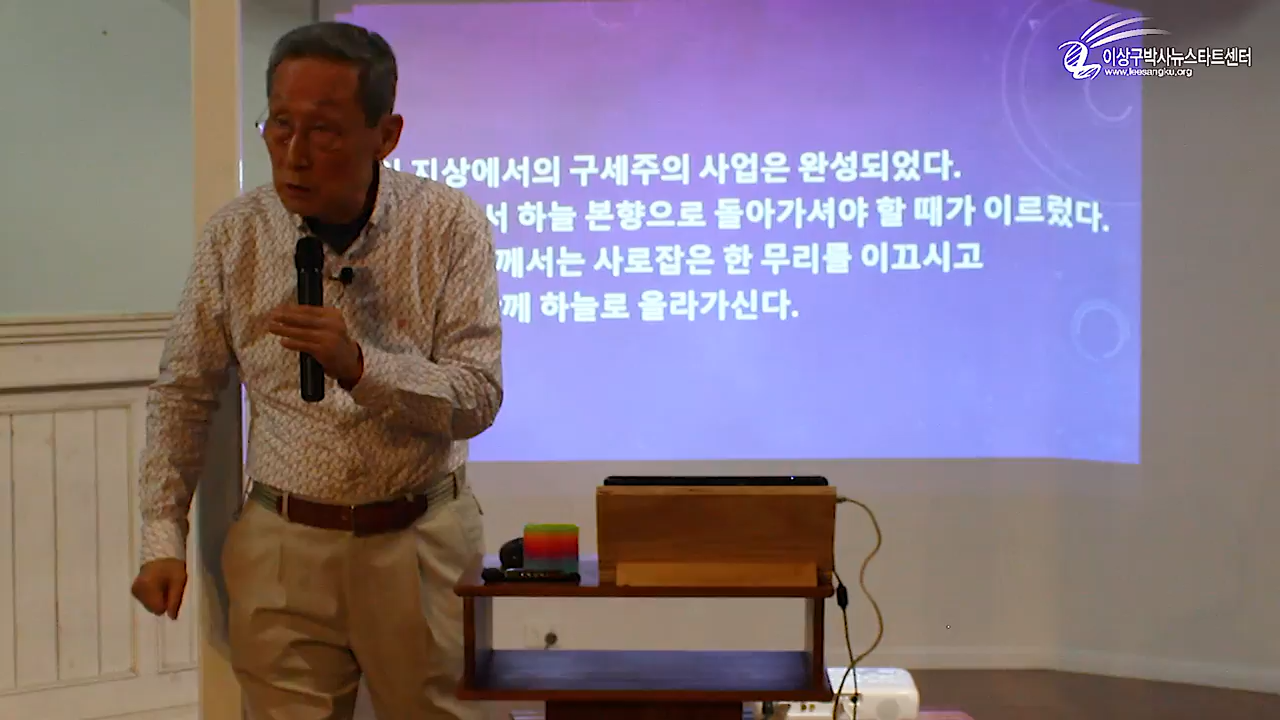 이상구박사뉴스타트센터
www.leesangku.org
지상에서의 구세주의 사업은 완성되었다.
서 하늘 본향으로 돌아가셔야 할 때가 이르렀다.
께서는 사로잡은 한 무리를 이끄시고
께 하늘로 올라가신다.